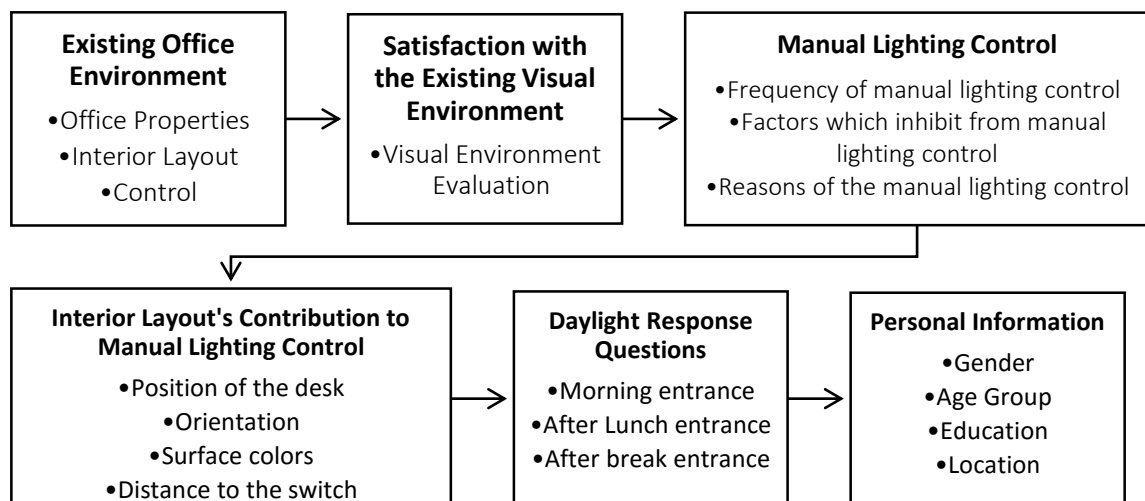 Existing Office
Environment
•Office Properties
•Interior Layout
•Control
Satisfaction with
the Existing Visual
Environment
•Visual Environment
Evaluation
Manual Lighting Control
•Frequency of manual lighting control
•Factors which inhibit from manual
lighting control
•Reasons of the manual lighting control
Interior Layout's Contribution to
Manual Lighting Control
•Position of the desk
•Orientation
•Surface colors
•Distance to the switch
Daylight Response
Questions
•Morning entrance
•After Lunch entrance
•After break entrance
Personal Information
•Gender
•Age Group
•Education
•Location